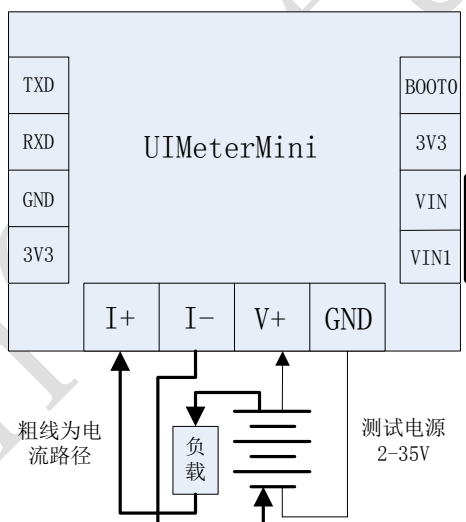 TXD
RXD
GND
3V3
UIMeterMini
BOOT0
3V3
VIN
VIN1
I+
I-
V+
GND
粗线为电
流路径
负
载
测试电源
2-35V